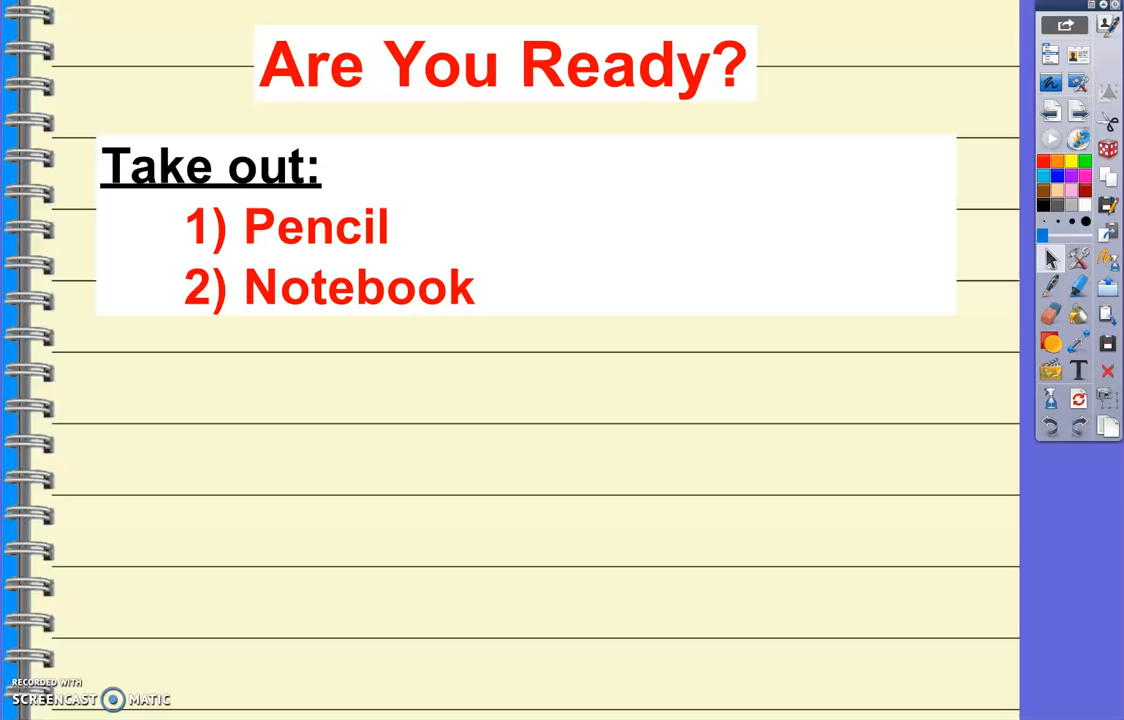 Are You Ready?
Take out:
1) Pencil
2) Notebook
RECORDED WITH
SCREENCAST MATIC